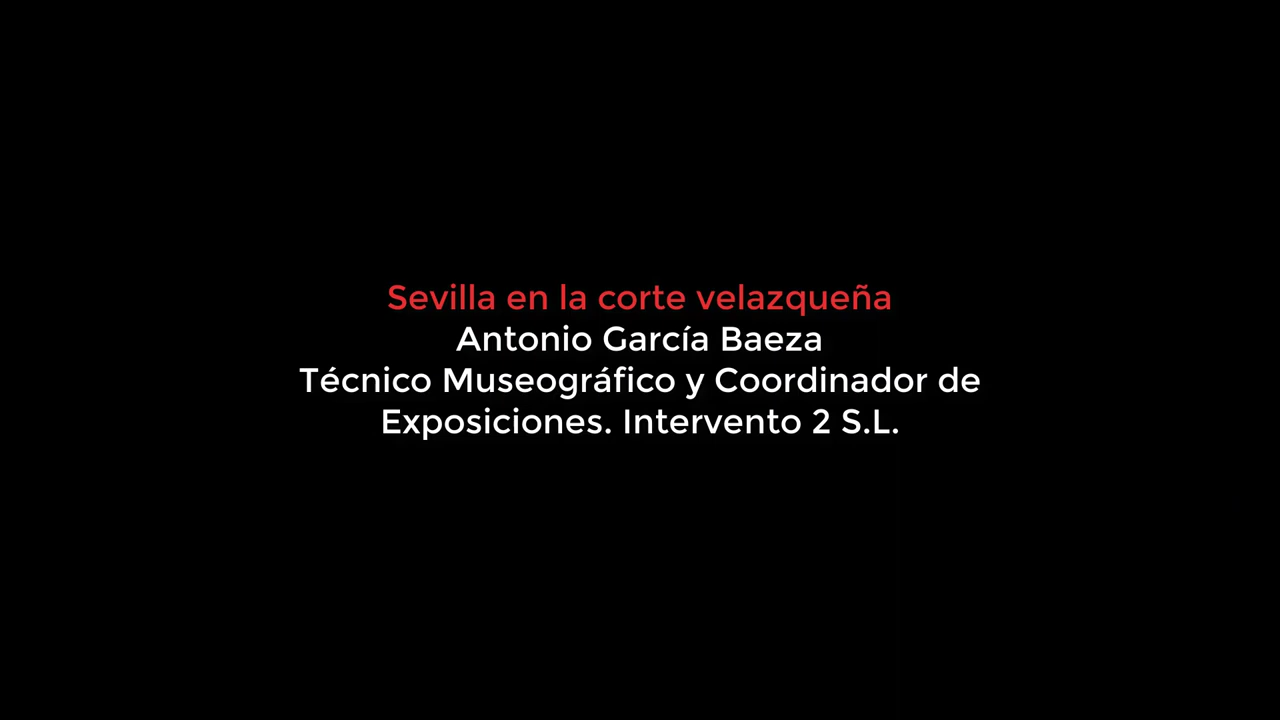 Sevilla en la corte velazqueña
Antonio García Baeza
Técnico Museográfico y Coordinador de
Exposiciones. Intervento 2 S.L.